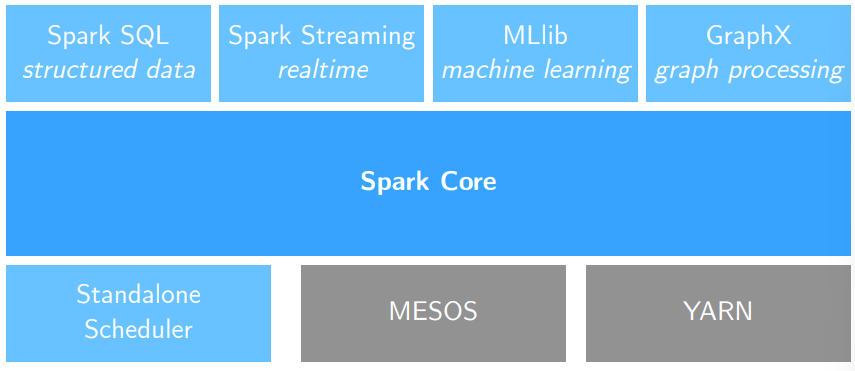 Spark SQL
structured data
Spark Streaming
realtime
MLlib
machine learning
GraphX
graph processing
Spark Core
Standalone
Scheduler
MESOS
YARN